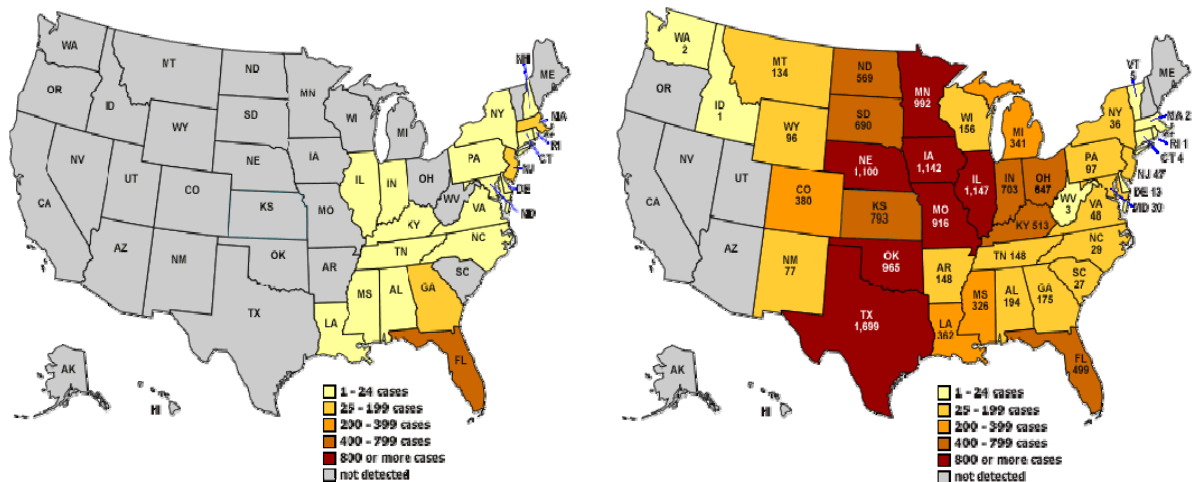 WA
MT
ND
MN
NH
ME
OR
ID
SD
WI
MI
NY
MA
WY
RI
CT
NV
NE
IA
PA
NJ
UT
CO
IL
IN
OH
DE
MD
CA
KS
MO
WV
VA
KY
AZ
NM
OK
AR
TN
NC
TX
LA
MS
AL
GA
SC
FL
AK
HI
1 - 24 cases
25 - 199 cases
200 - 399 cases
400 - 799 cases
800 or more cases
not detected
WA
2
MT
134
ND
569
MN
992
VT
5
ME
OR
ID
1
SD
690
WI
156
MI
341
NY
36
MA 2
RI 1
CT 4
WY
96
NV
NE
1,100
IA
1,142
PA
97
NJ 47
DE 13
MD 30
UT
CO
380
IL
1,147
IN
703
OH
647
CA
KS
793
MO
916
WV
3
VA
48
KY 513
AZ
NM
77
OK
965
AR
148
TN 148
NC
29
SC
27
TX
1,699
LA
362
MS
326
AL
194
GA
175
FL
499
AK
HI
1 - 24 cases
25 - 199 cases
200 - 399 cases
400 - 799 cases
800 or more cases
not detected